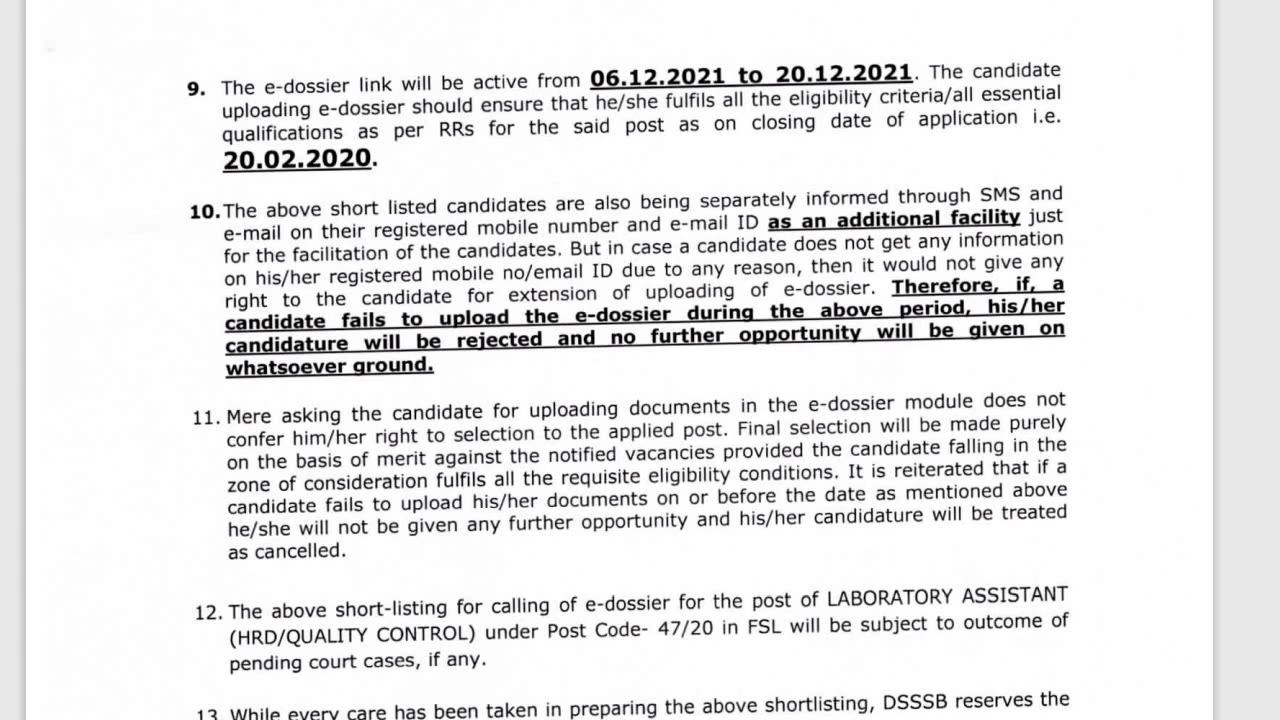 9. The e-dossier link will be active from 06.12.2021 to 20.12.2021. The candidate
uploading e-dossier should ensure that he/she fulfils all the eligibility criteria/all essential
qualifications as per RRs for the said post as on closing date of application i.e.
20.02.2020.
10. The above short listed candidates are also being separately informed through SMS and
e-mail on their registered mobile number and e-mail ID as an additional facility just
for the facilitation of the candidates. But in case a candidate does not get any information
on his/her registered mobile no/email ID due to any reason, then it would not give any
right to the candidate for extension of uploading of e-dossier. Therefore, if, a
candidate fails to upload the e-dossier during the above period, his/her
candidature will be rejected and no further opportunity will be given on
whatsoever ground.
11. Mere asking the candidate for uploading documents in the e-dossier module does not
confer him/her right to selection to the applied post. Final selection will be made purely
on the basis of merit against the notified vacancies provided the candidate falling in the
zone of consideration fulfils all the requisite eligibility conditions. It is reiterated that if a
candidate fails to upload his/her documents on or before the date as mentioned above
he/she will not be given any further opportunity and his/her candidature will be treated
as cancelled.
12. The above short-listing for calling of e-dossier for the post of LABORATORY ASSISTANT
(HRD/QUALITY CONTROL) under Post Code- 47/20 in FSL will be subject to outcome of
pending court cases, if any.
13. While every care has been taken in preparing the above shortlisting, DSSSB reserves the